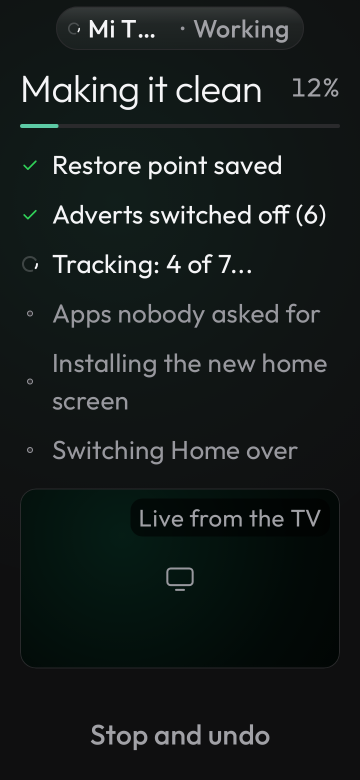 Mi T... · Working
Making it clean 12%
Restore point saved
Adverts switched off (6)
Tracking: 4 of 7...
Apps nobody asked for
Installing the new home
screen
Switching Home over
Live from the TV
Stop and undo